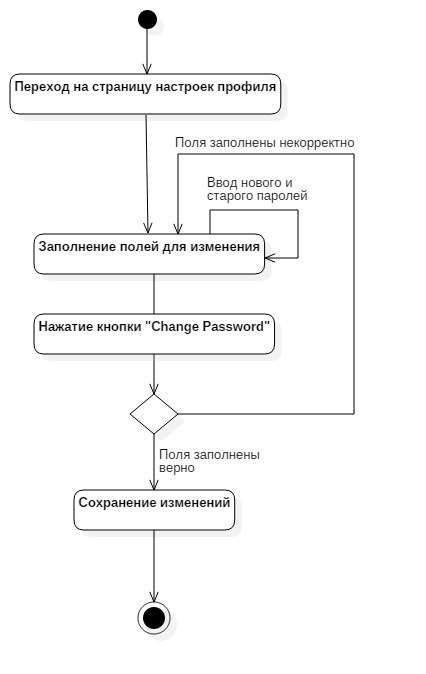 Переход на страницу настроек профиля
Поля заполнены некорректно
Ввод нового и
старого паролей
Заполнение полей для изменения
Нажатие кнопки "Change Password"
Поля заполнены
верно
Сохранение изменений